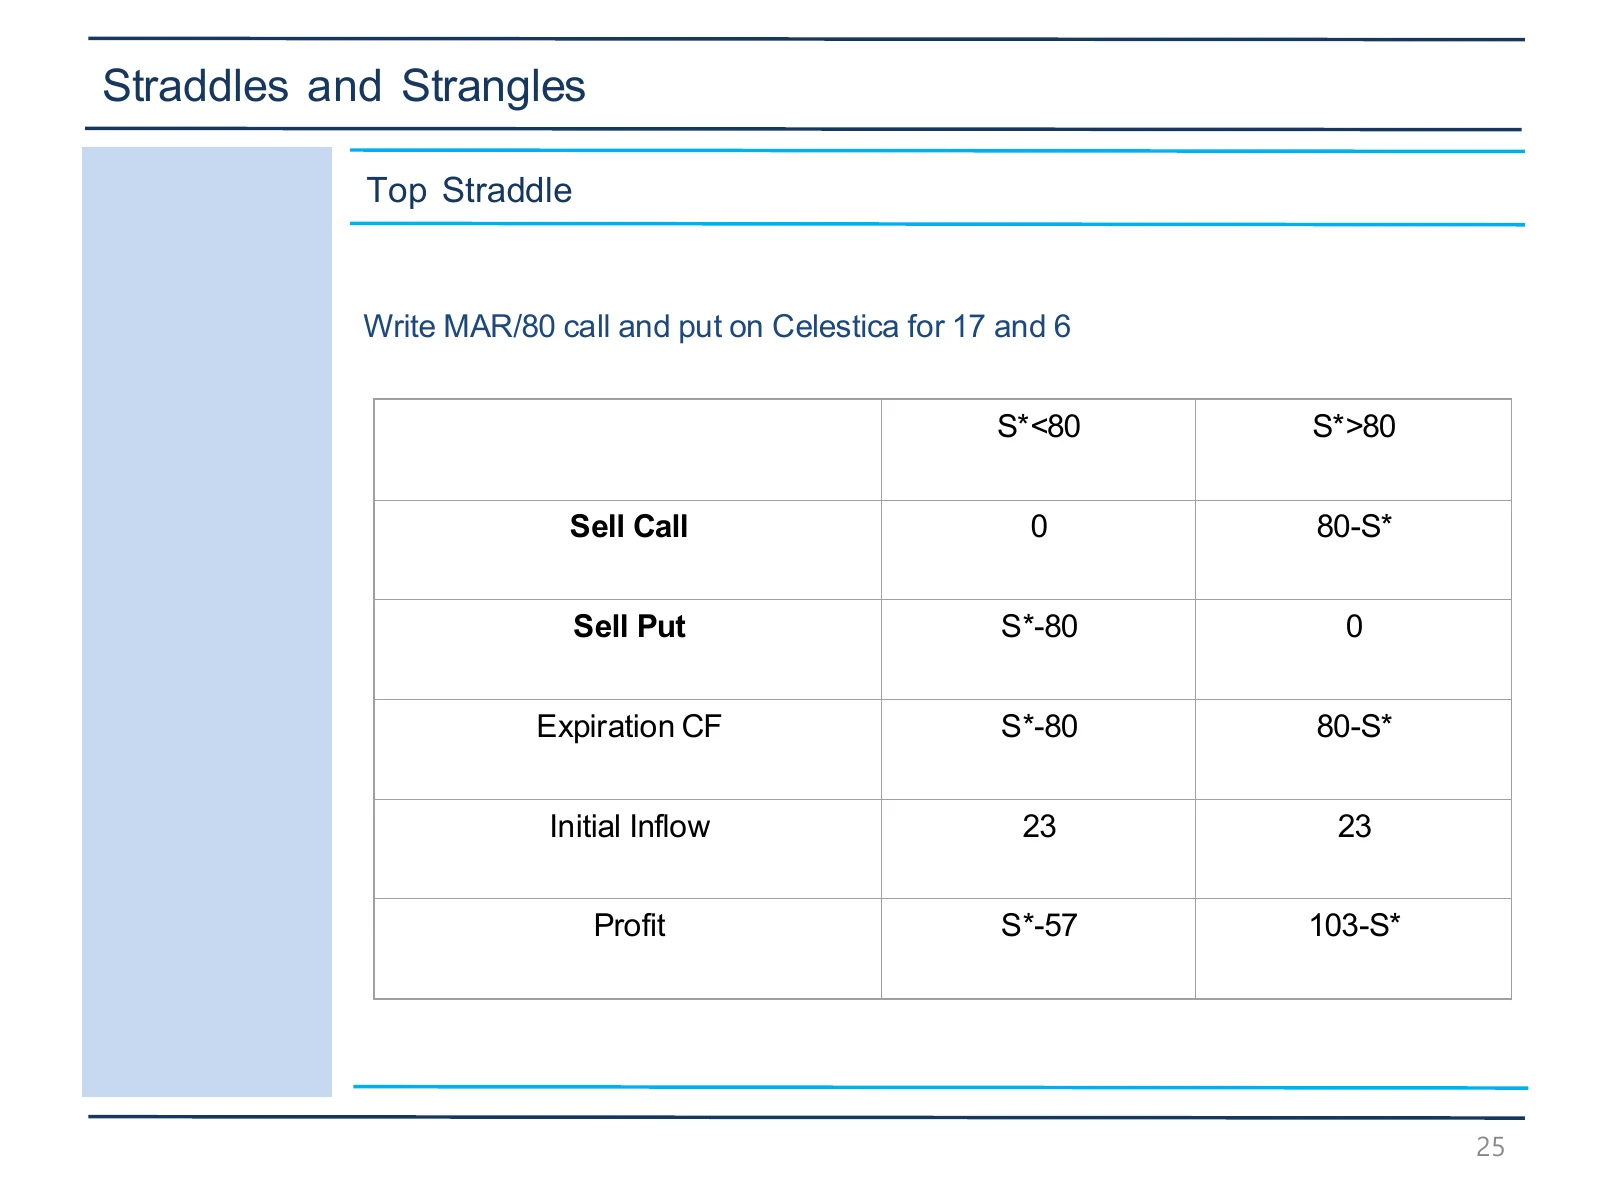 Straddles and Strangles
Top Straddle
Write MAR/80 call and put on Celestica for 17 and 6
S*<80 S*>80
Sell Call 0 80-S*
Sell Put S*-80 0
Expiration CF S*-80 80-S*
Initial Inflow 23 23
Profit S*-57 103-S*
25